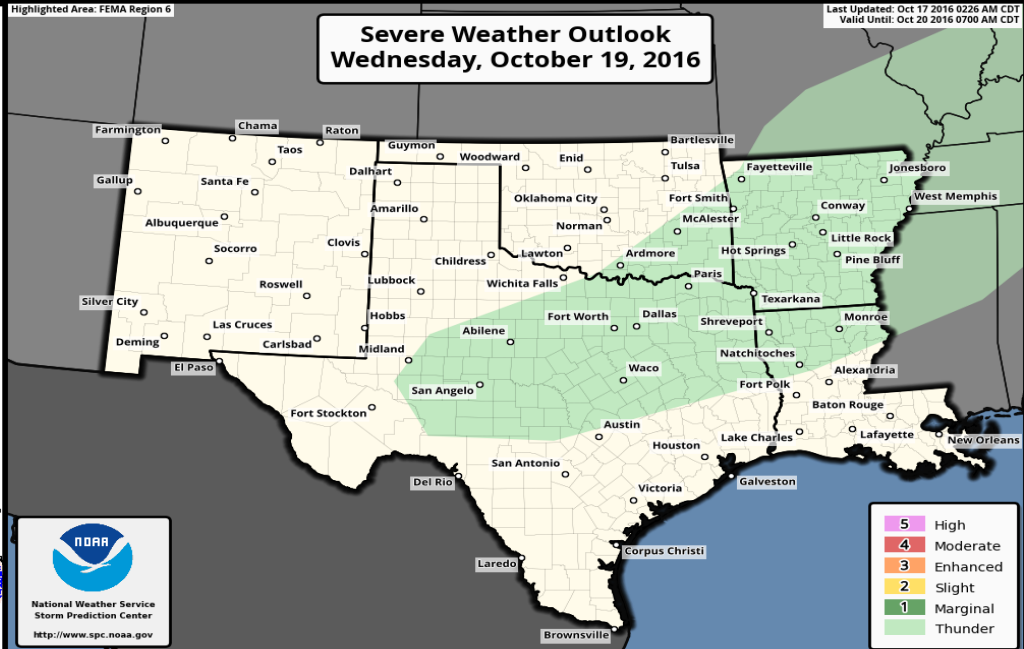 Highlighted Area: FEMA Region 6
Last Updated: Oct 17 2016 0226 AM CDT
Valid Until: Oct 20 2016 0700 AM CDT
Severe Weather Outlook
Wednesday, October 19, 2016
Farmington
Chama
Raton
Taos
Guymon
Woodward
Enid
Bartlesville
Tulsa
Fayetteville
Jonesboro
Gallup
Santa Fe
Dalhart
Oklahoma City
Fort Smith
West Memphis
Albuquerque
Amarillo
Norman
McAlester
Conway
Socorro
Clovis
Childress
Lawton
Ardmore
Hot Springs
Little Rock
Pine Bluff
Roswell
Lubbock
Wichita Falls
Paris
Texarkana
Silver City
Hobbs
Fort Worth
Dallas
Shreveport
Monroe
Las Cruces
Abilene
Deming
Carlsbad
Midland
Natchitoches
El Paso
San Angelo
Waco
Fort Polk
Alexandria
Fort Stockton
Austin
Baton Rouge
Houston
Lake Charles
Lafayette
New Orleans
San Antonio
Del Rio
Victoria
Galveston
Corpus Christi
Laredo
Brownsville
NOAA
National Weather Service
Storm Prediction Center
http://www.spc.noaa.gov
5 High
4 Moderate
3 Enhanced
2 Slight
1 Marginal
Thunder